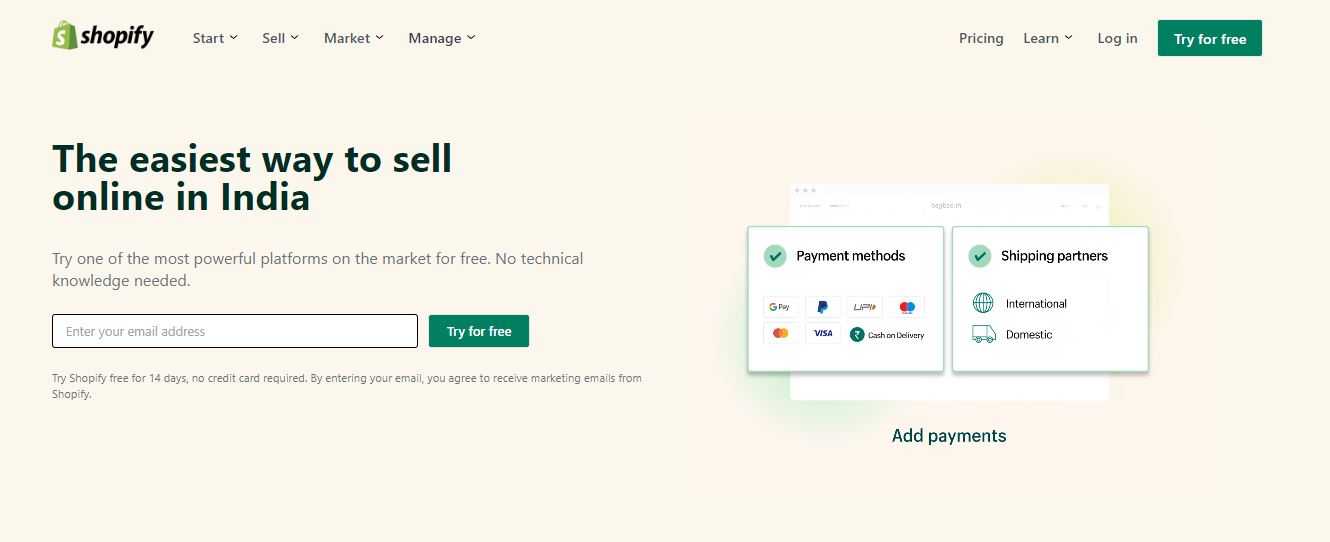 shopify
Start
Sell
Market
Manage
Pricing
Learn
Log in
Try for free
The easiest way to sell
online in India
Try one of the most powerful platforms on the market for free. No technical
knowledge needed.
Enter your email address
Try for free
Try Shopify free for 14 days, no credit card required. By entering your email, you agree to receive marketing emails from
Shopify.
bagbae.in
Payment methods
G Pay
UPI
VISA
₹ Cash on Delivery
Shipping partners
International
Domestic
Add payments